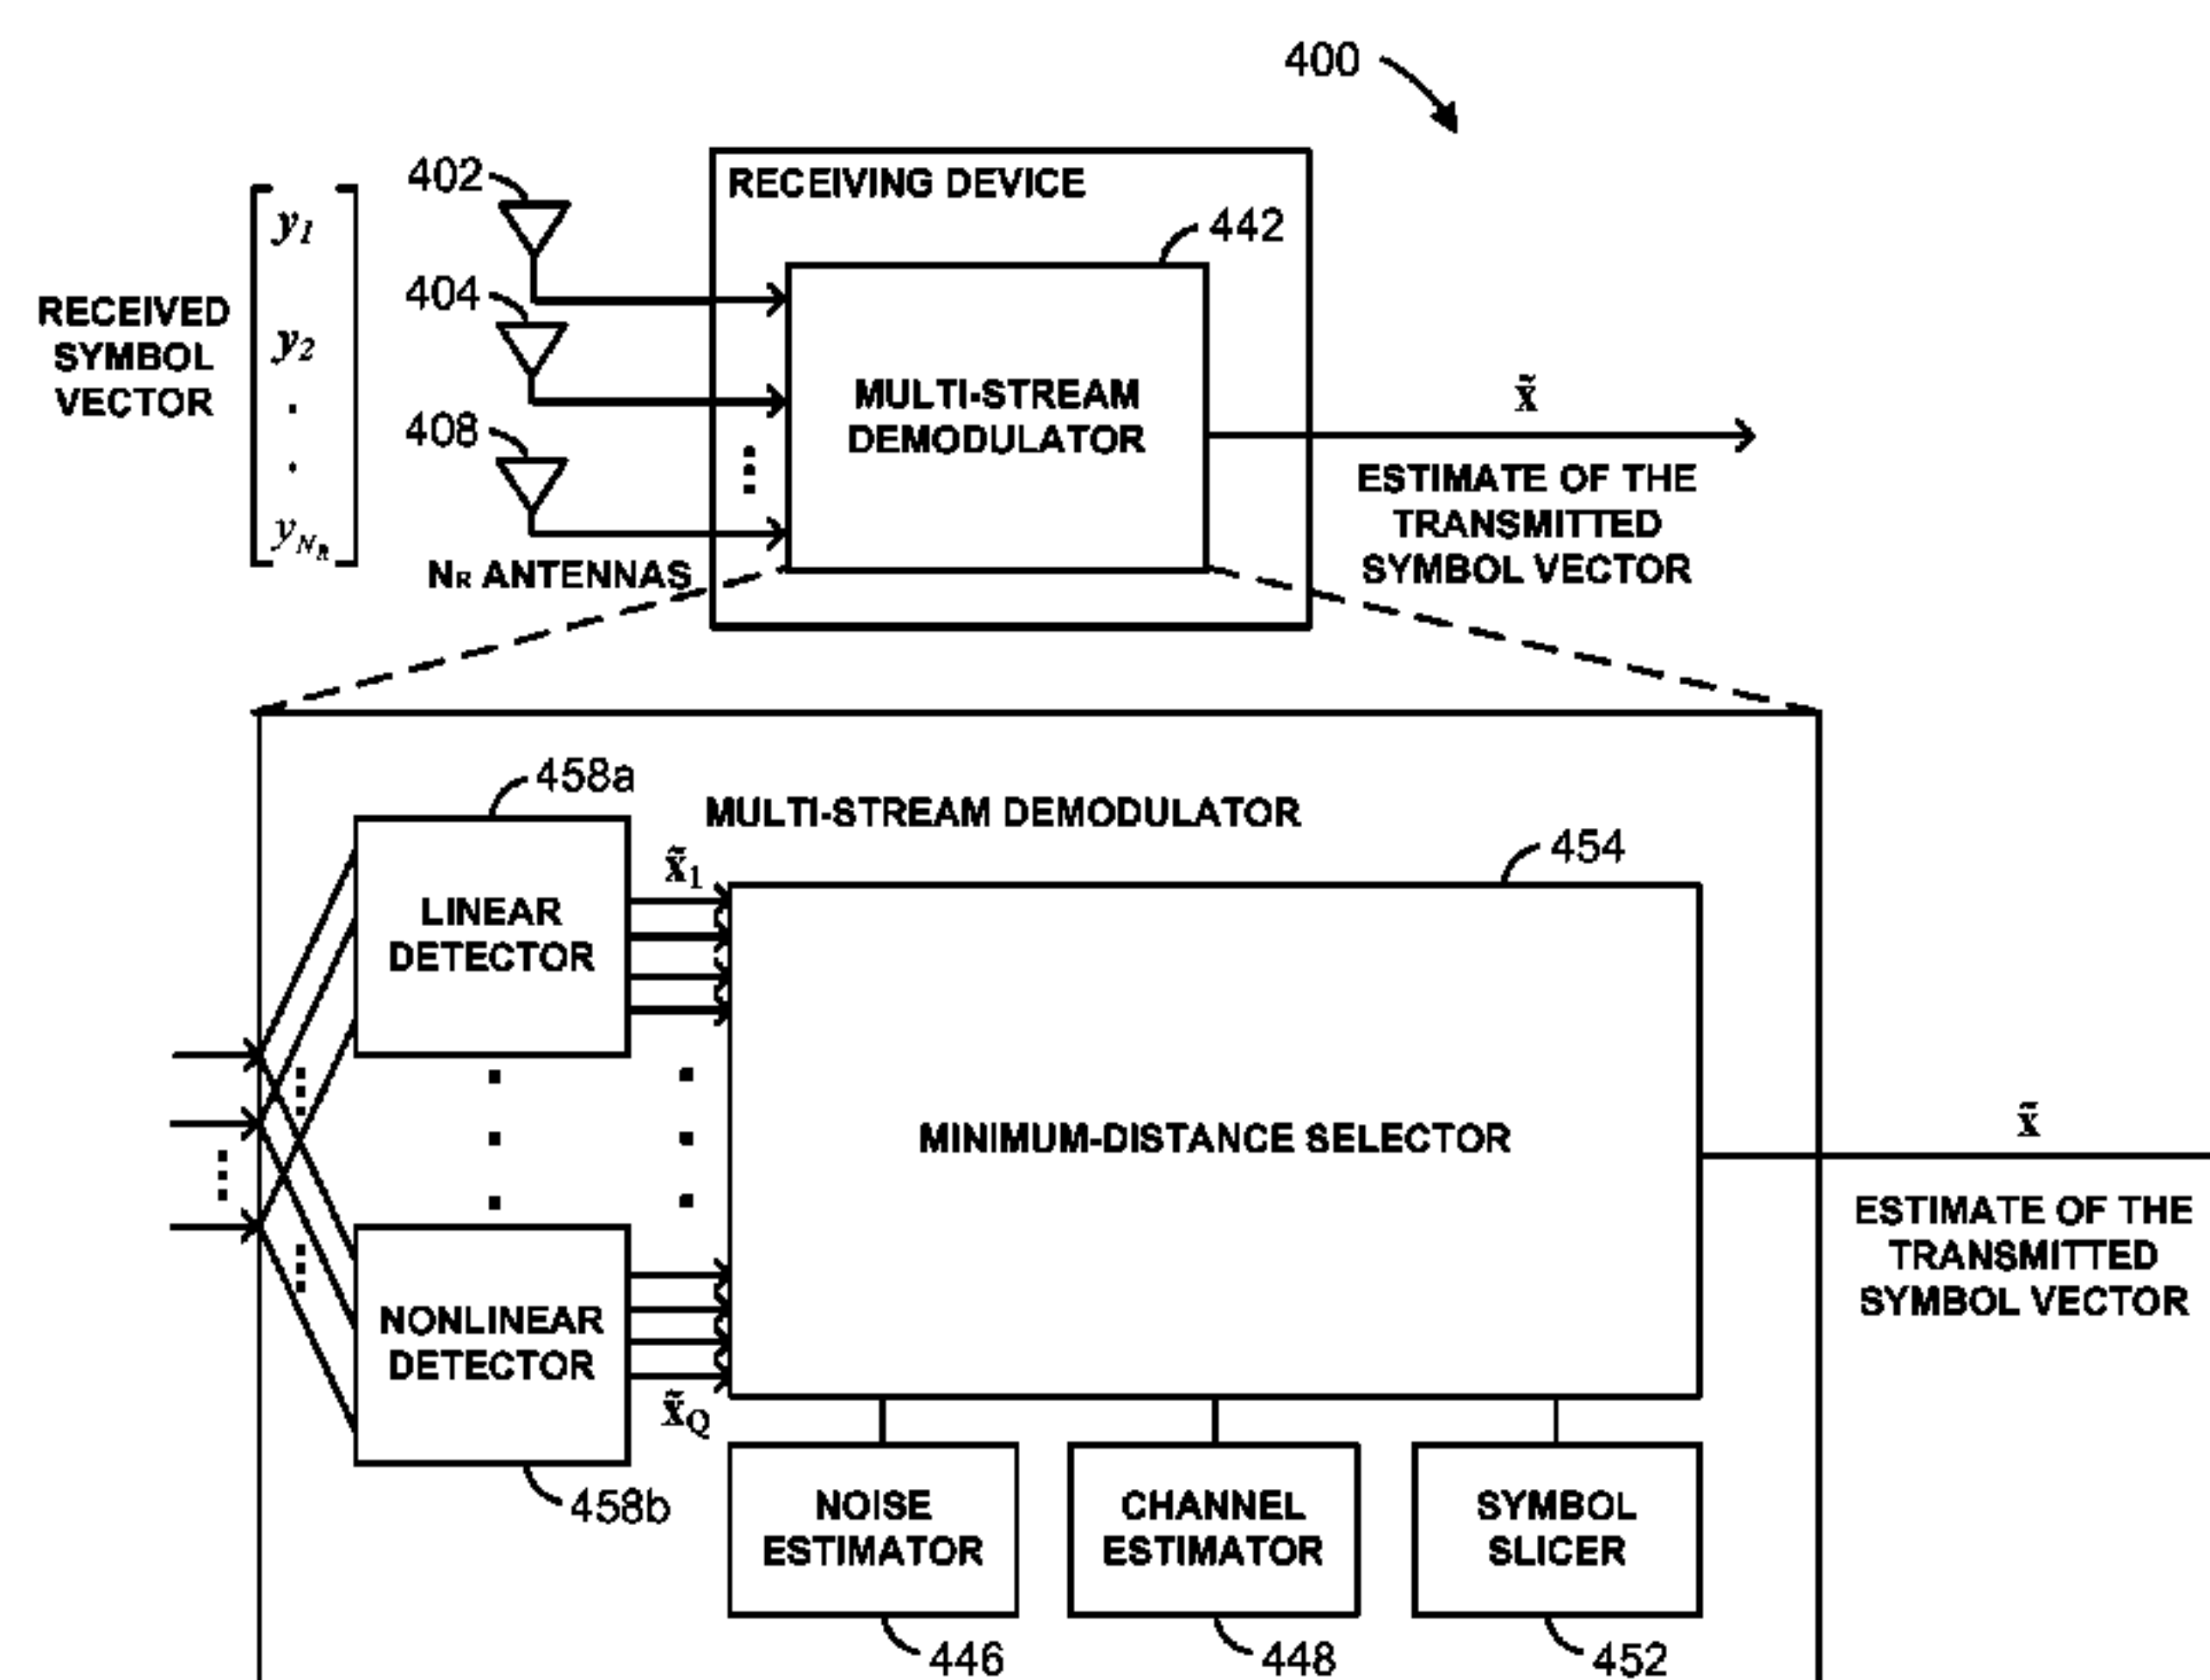 400
RECEIVED
SYMBOL
VECTOR
y1
y2
.
.
yNR
402
404
408
NR ANTENNAS
RECEIVING DEVICE
442
MULTI-STREAM
DEMODULATOR
x̃
ESTIMATE OF THE
TRANSMITTED
SYMBOL VECTOR
458a
MULTI-STREAM DEMODULATOR
LINEAR
DETECTOR
x̃1
454
MINIMUM-DISTANCE SELECTOR
NONLINEAR
DETECTOR
x̃Q
458b
x̃
ESTIMATE OF THE
TRANSMITTED
SYMBOL VECTOR
NOISE
ESTIMATOR
446
CHANNEL
ESTIMATOR
448
SYMBOL
SLICER
452